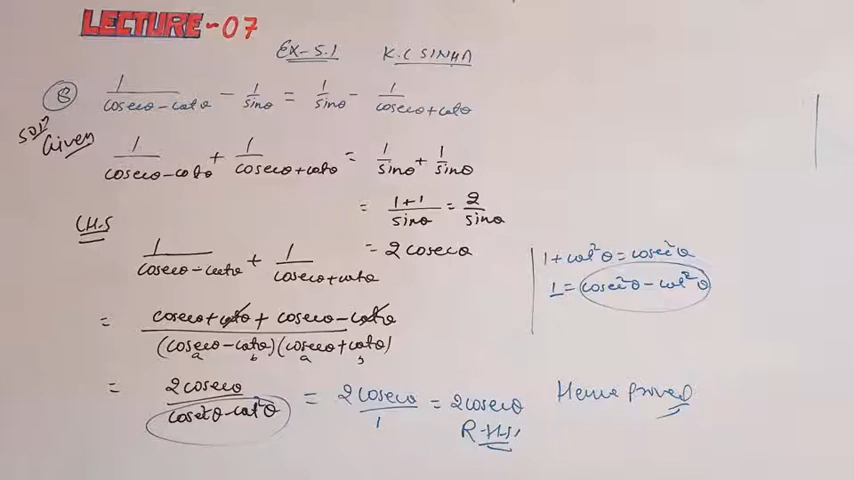 LECTURE-07
EX-5.1 K.C SINHA
8 1/(cosecθ-cotθ) - 1/sinθ = 1/sinθ - 1/(cosecθ+cotθ)
Solⁿ Given 1/(cosecθ-cotθ) + 1/(cosecθ+cotθ) = 1/sinθ + 1/sinθ
= (1+1)/sinθ = 2/sinθ
= 2cosecθ
L.H.S
1/(cosecθ-cotθ) + 1/(cosecθ+cotθ)
= (cosecθ+cotθ+cosecθ-cotθ)/((cosecθ-cotθ)(cosecθ+cotθ))
a b a b
= 2cosecθ/(cosec²θ-cot²θ) = 2cosecθ/1 = 2cosecθ
R.H.S.
1+cot²θ=cosec²θ
1=cosec²θ-cot²θ
Hence proved